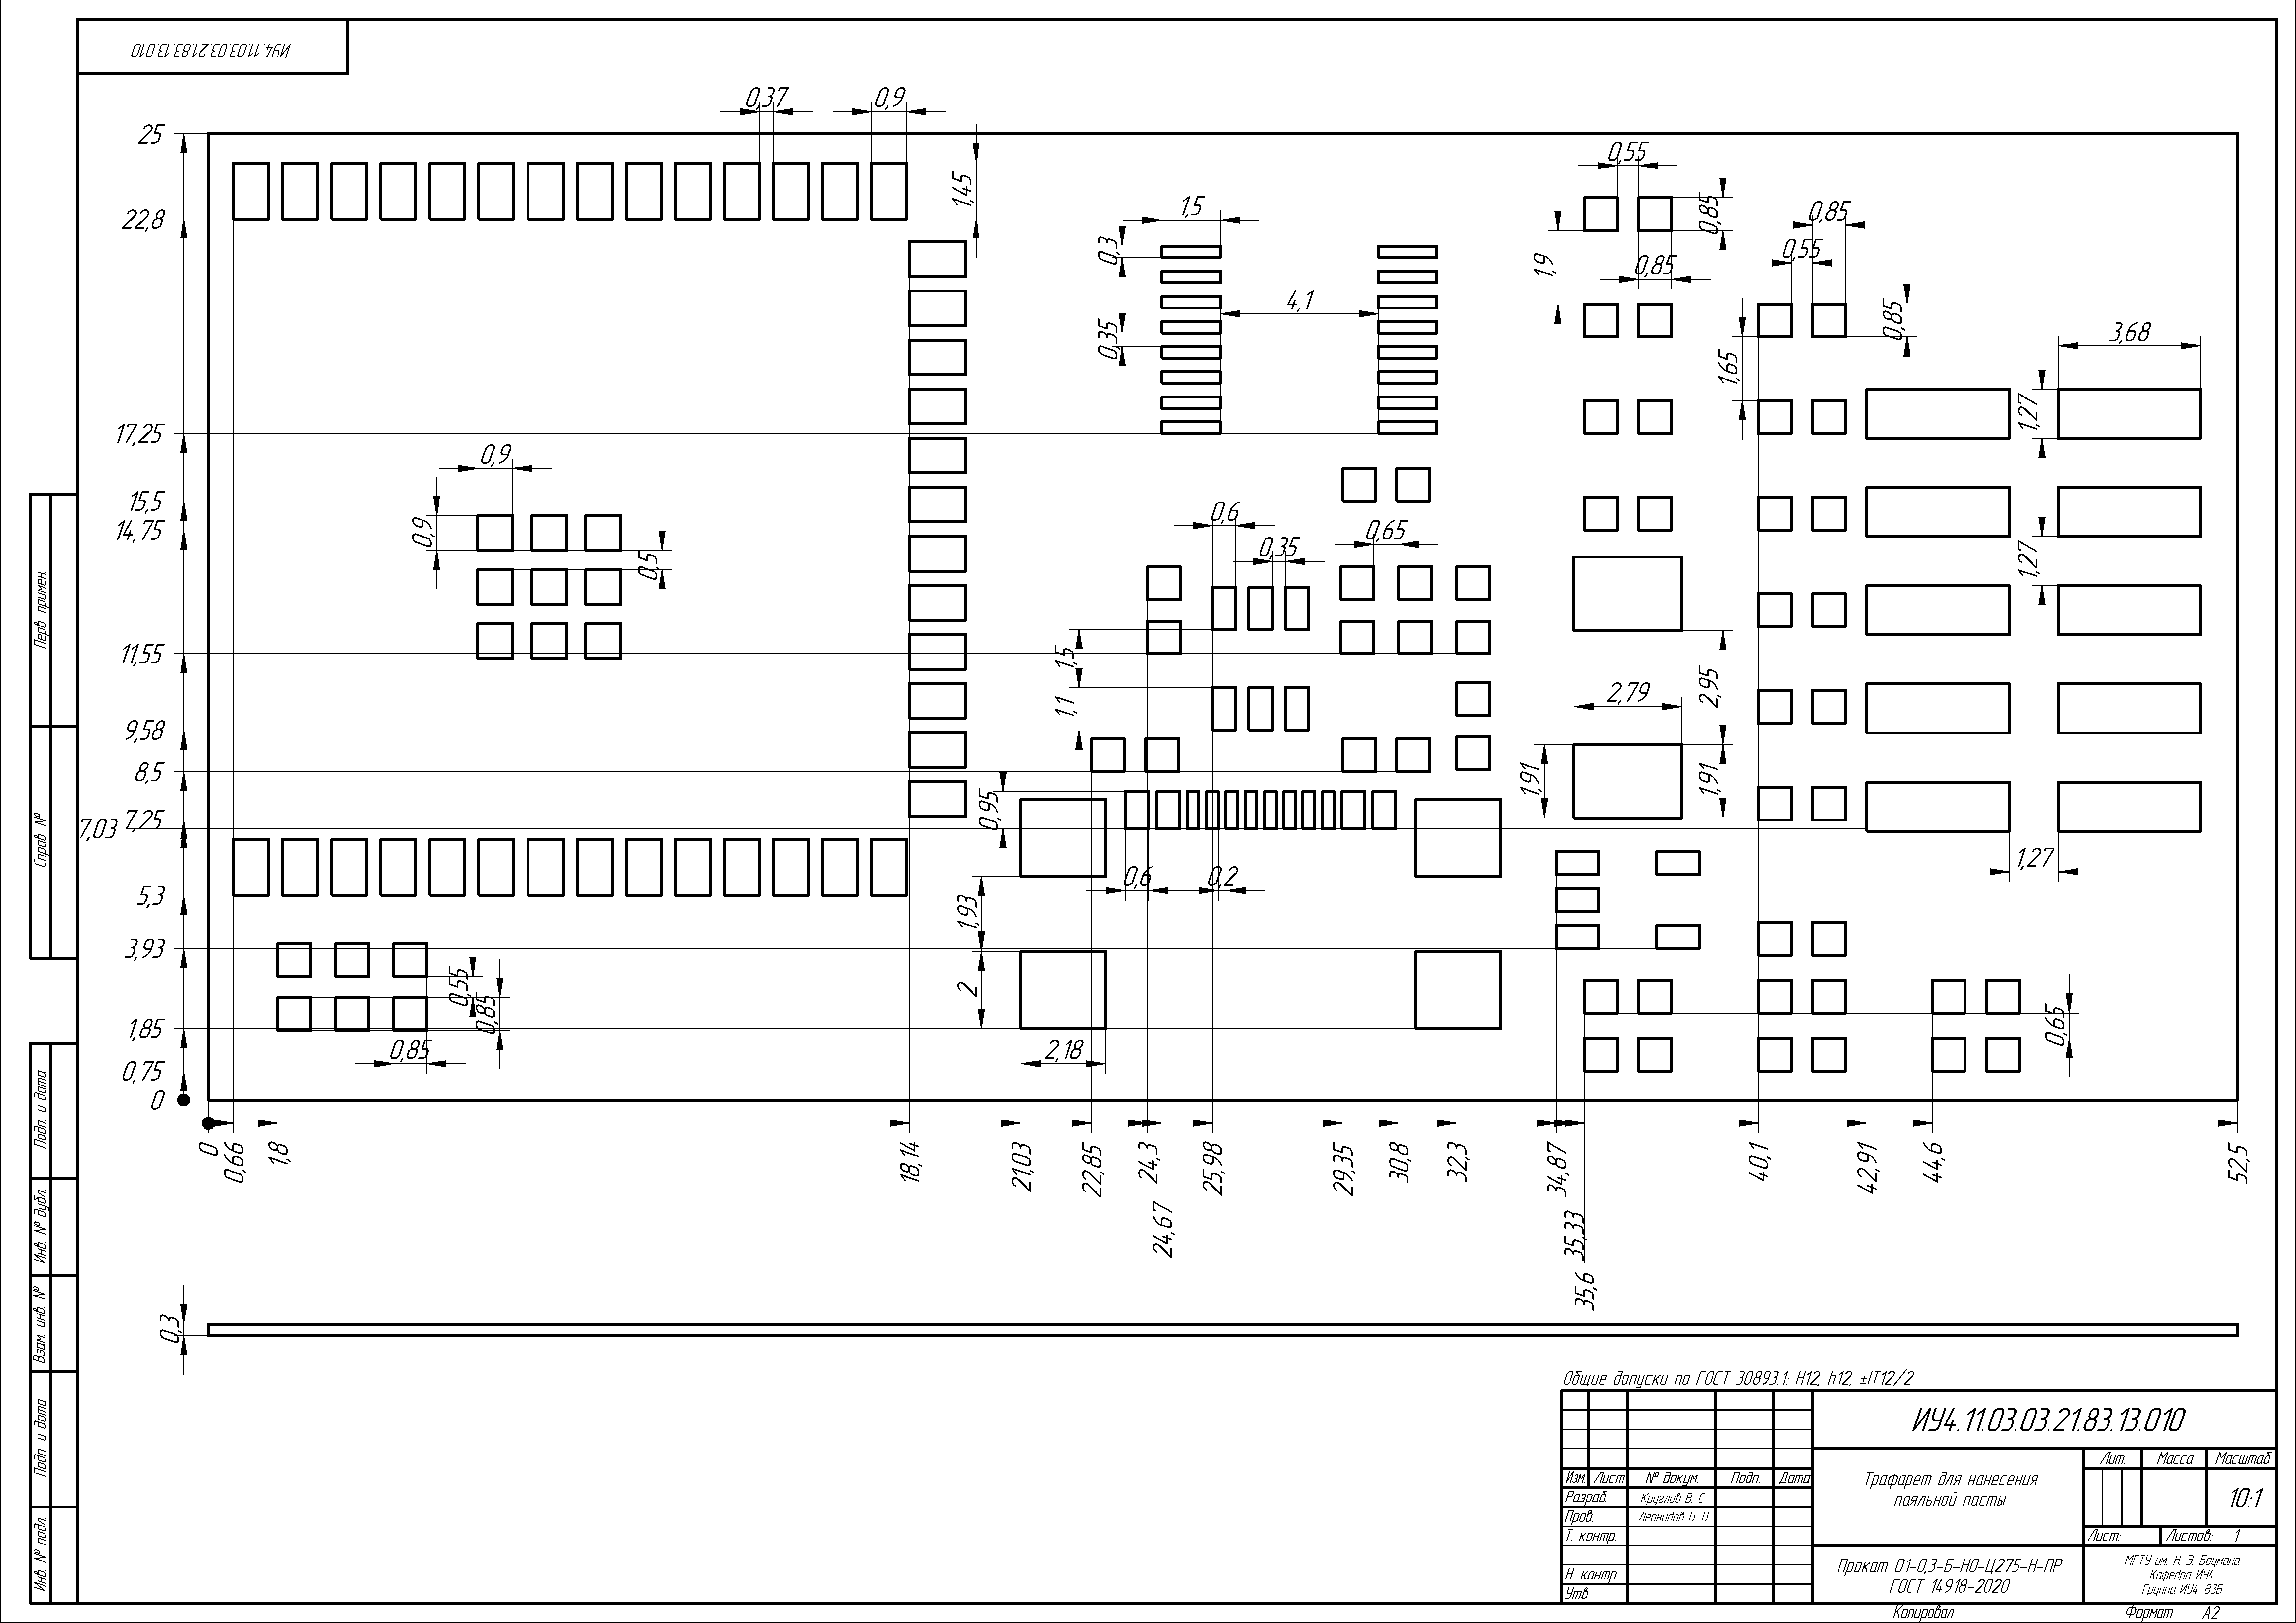 ИУ4.11.03.03.21.83.13.010
0,37
0,9
25
1,45
0,55
22,8
1,5
0,85
0,85
0,3
0,55
1,9
0,85
4,1
0,85
0,35
3,68
1,65
1,27
17,25
0,9
15,5
0,6
14,75
0,9
0,65
0,35
0,5
1,27
11,55
1,5
2,95
2,79
1,1
9,58
8,5
1,91
1,91
0,95
7,03
7,25
1,27
0,6
0,2
5,3
1,93
3,93
0,55
2
0,85
0,65
1,85
0,85
2,18
0,75
0
0
0,66
1,8
18,14
21,03
22,85
24,3
24,67
25,98
29,35
30,8
32,3
34,87
35,33
35,6
40,1
42,91
44,6
52,5
0,3
Перв. примен.
Справ. №
Подп. и дата
Инв. № дубл.
Взам. инв. №
Подп. и дата
Инв. № подл.
Общие допуски по ГОСТ 30893.1: H12, h12, ±IT12/2
ИУ4.11.03.03.21.83.13.010
Изм. Лист № докум. Подп. Дата
Разраб. Круглов В. С.
Пров. Леонидов В. В.
Т. контр.
Н. контр.
Утв.
Трафарет для нанесения
паяльной пасты
Лит. Масса Масштаб
10:1
Лист: Листов: 1
Прокат 01-0,3-Б-НО-Ц275-Н-ПР
ГОСТ 14918-2020
МГТУ им. Н. Э. Баумана
Кафедра ИУ4
Группа ИУ4-83Б
Копировал Формат А2